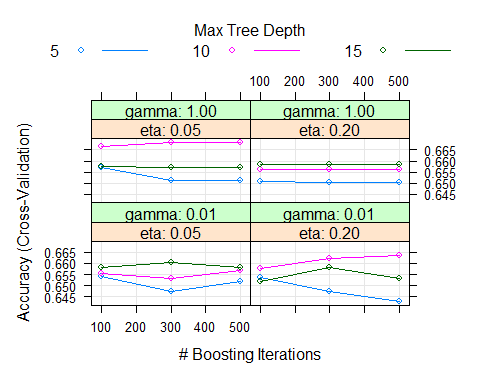 Max Tree Depth
5 10 15
100 200 300 400 500
gamma: 1.00 gamma: 1.00
eta: 0.05 eta: 0.20
0.665
0.660
0.655
0.650
0.645
gamma: 0.01 gamma: 0.01
eta: 0.05 eta: 0.20
0.665
0.660
0.655
0.650
0.645
100 200 300 400 500
Accuracy (Cross-Validation)
# Boosting Iterations